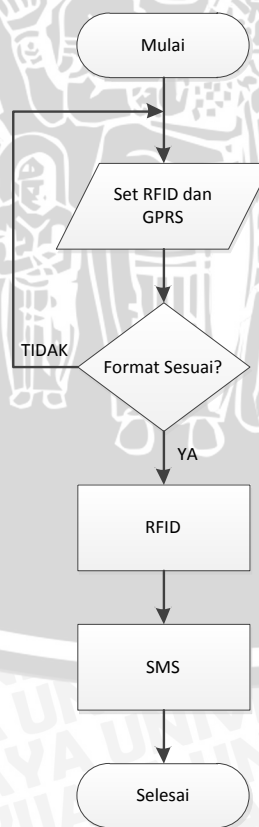 Mulai
Set RFID dan
GPRS
Format Sesuai?
TIDAK
YA
RFID
SMS
Selesai